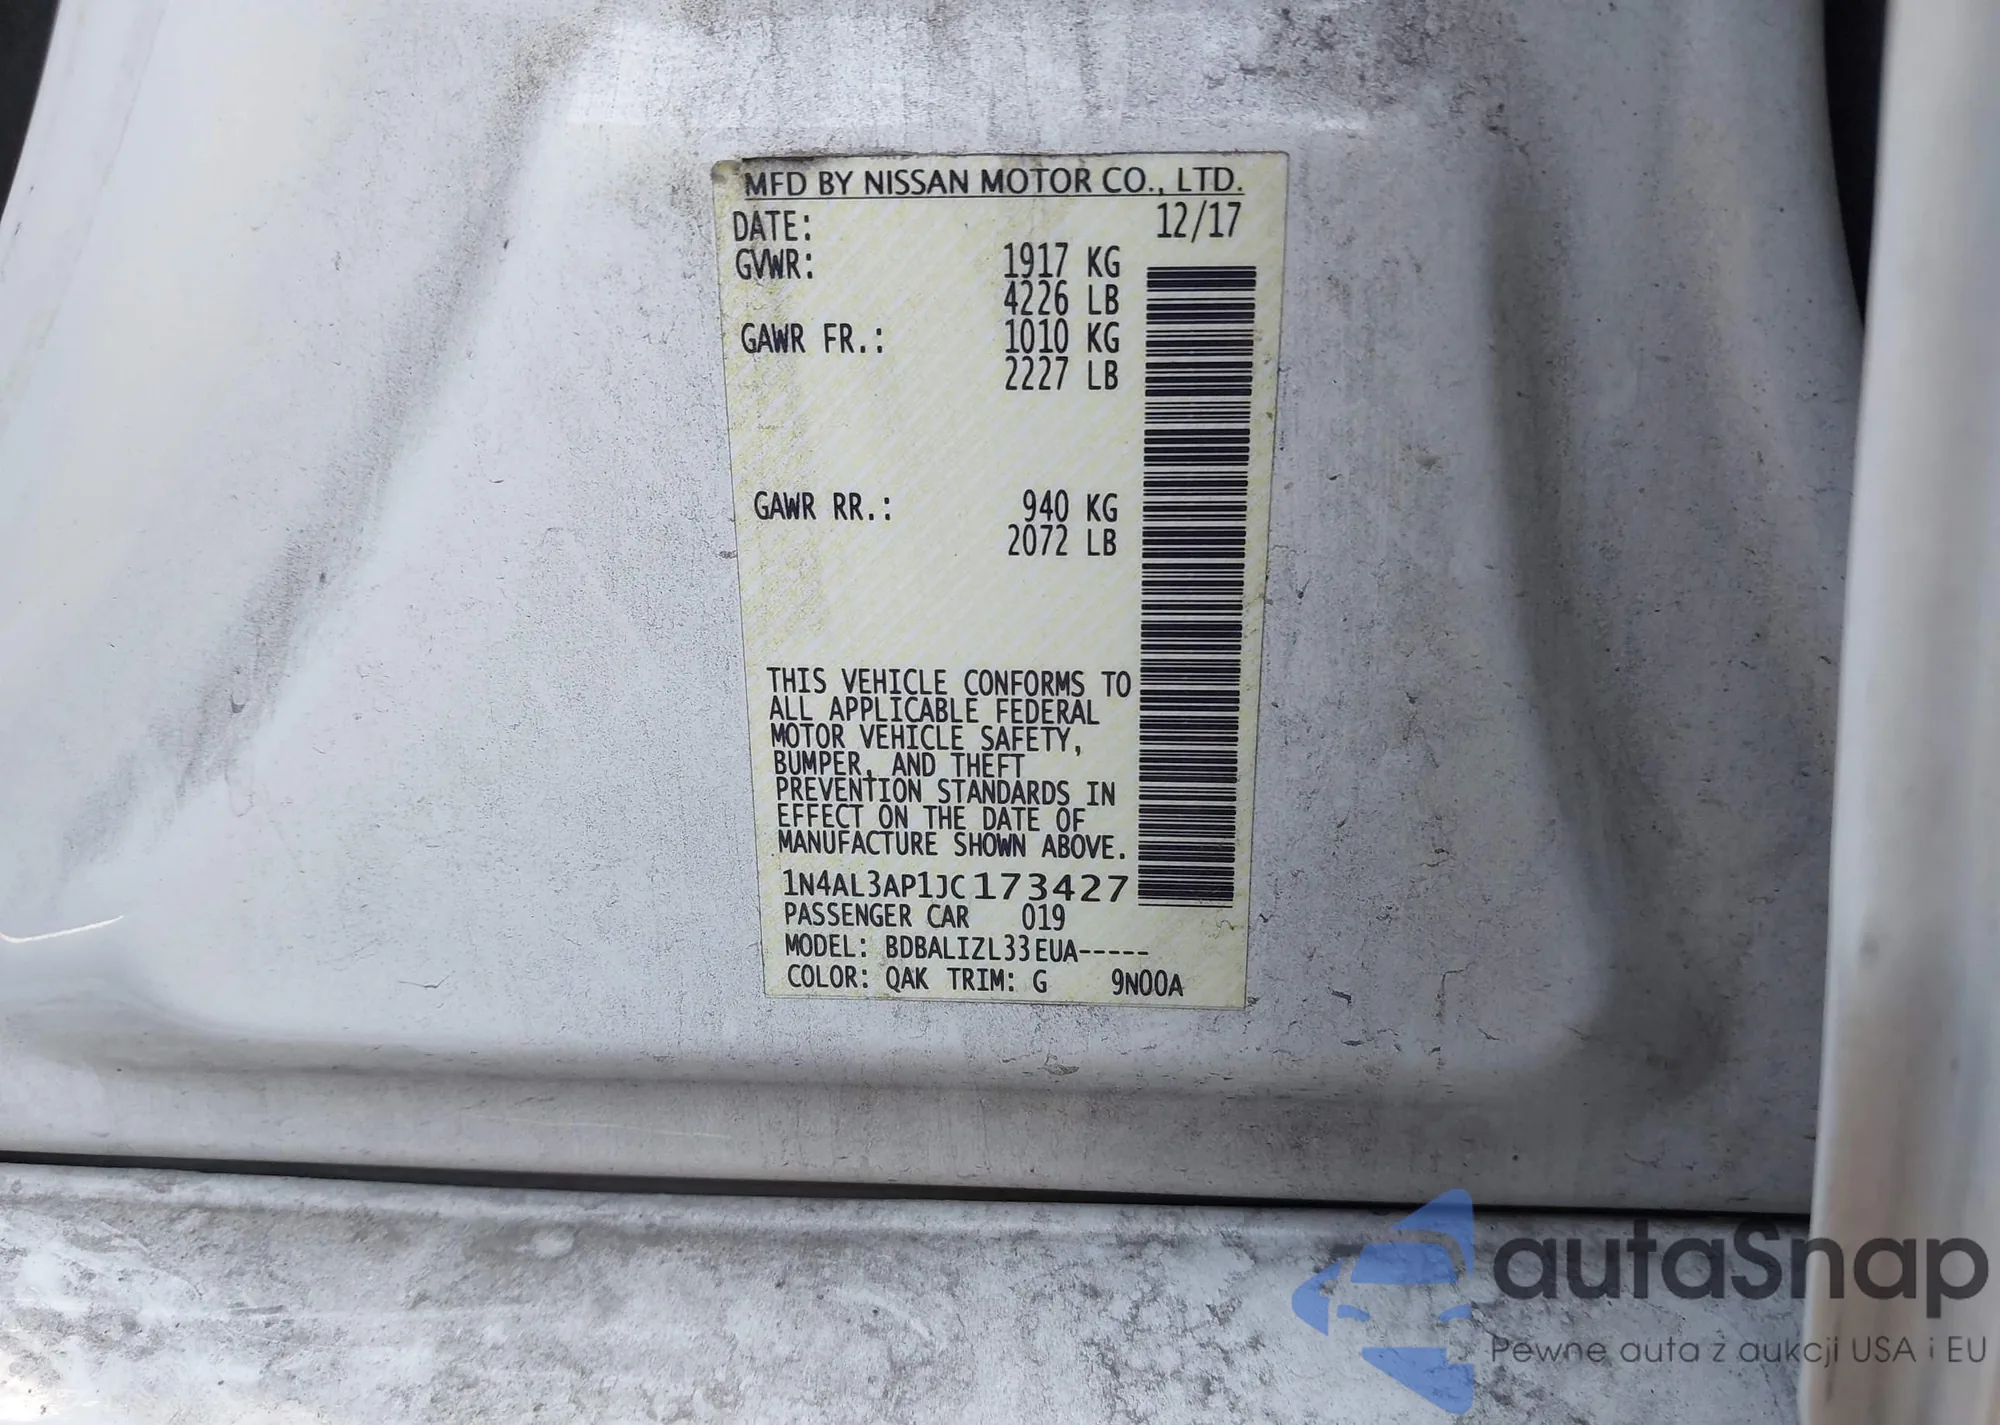 MFD BY NISSAN MOTOR CO., LTD.
DATE: 12/17
GVWR: 1917 KG
4226 LB
GAWR FR.: 1010 KG
2227 LB
GAWR RR.: 940 KG
2072 LB
THIS VEHICLE CONFORMS TO
ALL APPLICABLE FEDERAL
MOTOR VEHICLE SAFETY,
BUMPER, AND THEFT
PREVENTION STANDARDS IN
EFFECT ON THE DATE OF
MANUFACTURE SHOWN ABOVE.
1N4AL3AP1JC173427
PASSENGER CAR 019
MODEL: BDBALIZL33EUA-----
COLOR: QAK TRIM: G 9N00A
autaSnap
Pewne auta z aukcji USA i EU